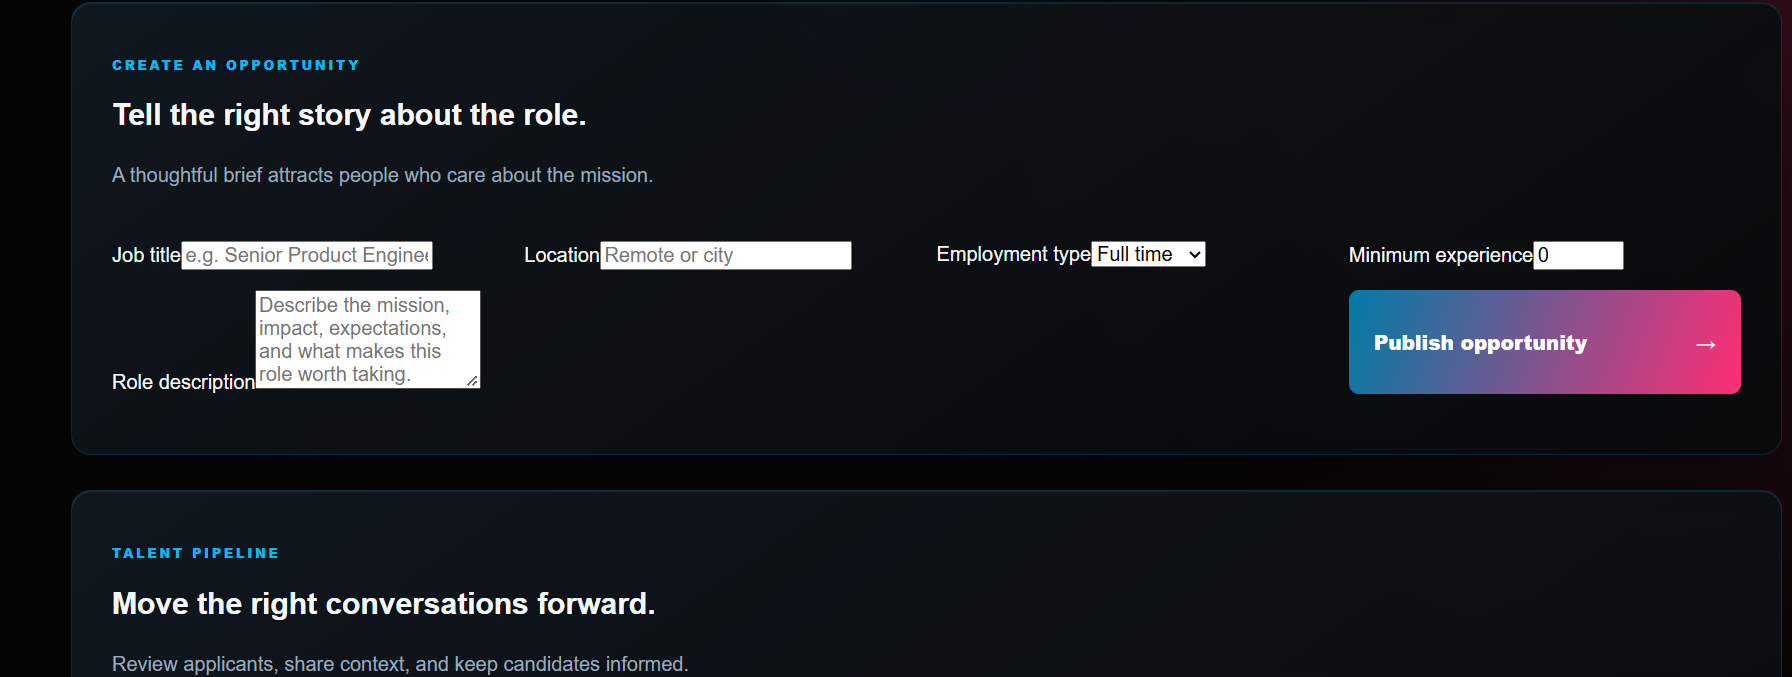 CREATE AN OPPORTUNITY
Tell the right story about the role.
A thoughtful brief attracts people who care about the mission.
Job title e.g. Senior Product Enginee Location Remote or city Employment type Full time Minimum experience 0
Role description Describe the mission,
impact, expectations,
and what makes this
role worth taking.
Publish opportunity →
TALENT PIPELINE
Move the right conversations forward.
Review applicants, share context, and keep candidates informed.